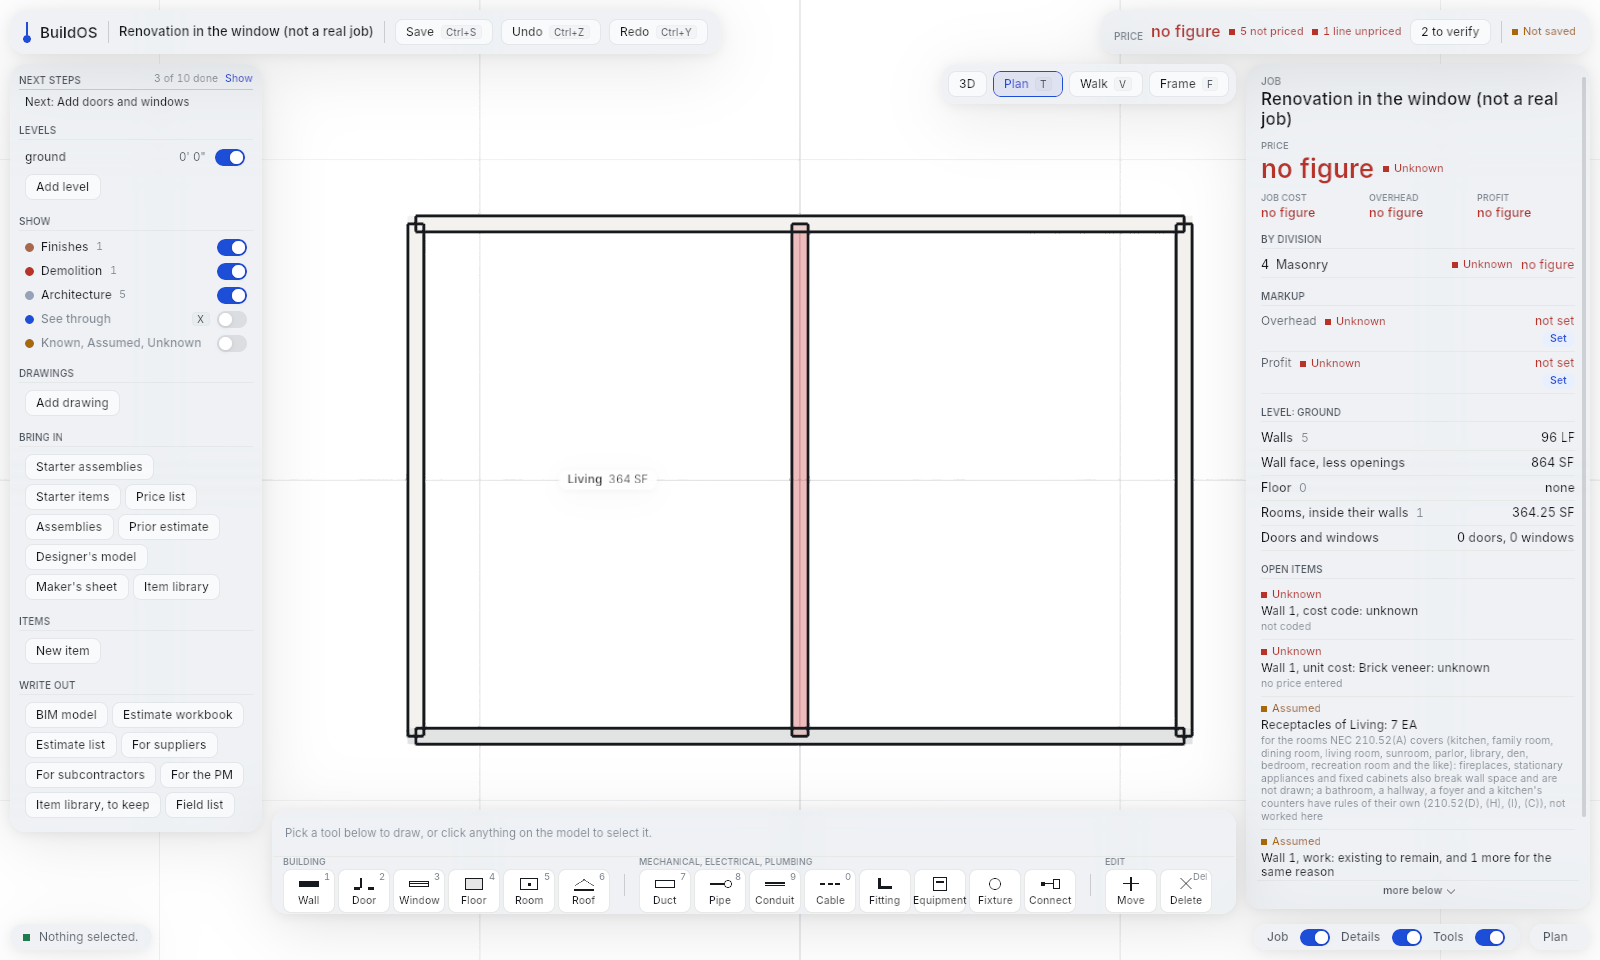 BuildOS
Renovation in the window (not a real job)
Save Ctrl+S
Undo Ctrl+Z
Redo Ctrl+Y
PRICE no figure 5 not priced 1 line unpriced 2 to verify Not saved
NEXT STEPS 3 of 10 done Show
Next: Add doors and windows
LEVELS
ground 0' 0"
Add level
SHOW
Finishes 1
Demolition 1
Architecture 5
See through X
Known, Assumed, Unknown
DRAWINGS
Add drawing
BRING IN
Starter assemblies
Starter items Price list
Assemblies Prior estimate
Designer's model
Maker's sheet Item library
ITEMS
New item
WRITE OUT
BIM model Estimate workbook
Estimate list For suppliers
For subcontractors For the PM
Item library, to keep Field list
Nothing selected.
3D Plan T Walk V Frame F
Living 364 SF
Pick a tool below to draw, or click anything on the model to select it.
BUILDING
1 2 3 4 5 6
Wall Door Window Floor Room Roof
MECHANICAL, ELECTRICAL, PLUMBING
7 8 9 0
Duct Pipe Conduit Cable Fitting Equipment Fixture Connect
EDIT
Del
Move Delete
JOB
Renovation in the window (not a real
job)
PRICE
no figure Unknown
JOB COST OVERHEAD PROFIT
no figure no figure no figure
BY DIVISION
4 Masonry Unknown no figure
MARKUP
Overhead Unknown not set
Set
Profit Unknown not set
Set
LEVEL: GROUND
Walls 5 96 LF
Wall face, less openings 864 SF
Floor 0 none
Rooms, inside their walls 1 364.25 SF
Doors and windows 0 doors, 0 windows
OPEN ITEMS
Unknown
Wall 1, cost code: unknown
not coded
Unknown
Wall 1, unit cost: Brick veneer: unknown
no price entered
Assumed
Receptacles of Living: 7 EA
for the rooms NEC 210.52(A) covers (kitchen, family room,
dining room, living room, sunroom, parlor, library, den,
bedroom, recreation room and the like): fireplaces, stationary
appliances and fixed cabinets also break wall space and are
not drawn; a bathroom, a hallway, a foyer and a kitchen's
counters have rules of their own (210.52(D), (H), (I), (C)), not
worked here
Assumed
Wall 1, work: existing to remain, and 1 more for the
same reason
more below
Job Details Tools Plan